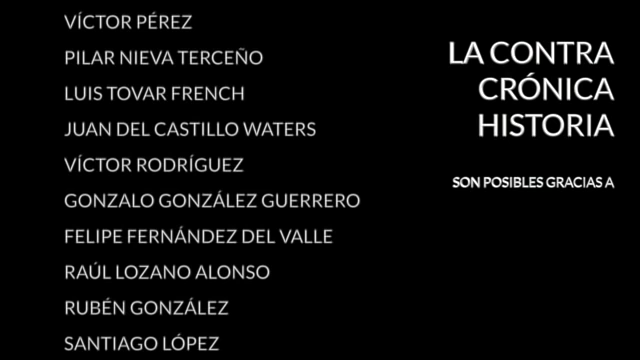 VÍCTOR PÉREZ
PILAR NIEVA TERCEÑO
LUIS TOVAR FRENCH
JUAN DEL CASTILLO WATERS
VÍCTOR RODRÍGUEZ
GONZALO GONZÁLEZ GUERRERO
FELIPE FERNÁNDEZ DEL VALLE
RAÚL LOZANO ALONSO
RUBÉN GONZÁLEZ
SANTIAGO LÓPEZ
LA CONTRA
CRÓNICA
HISTORIA
SON POSIBLES GRACIAS A